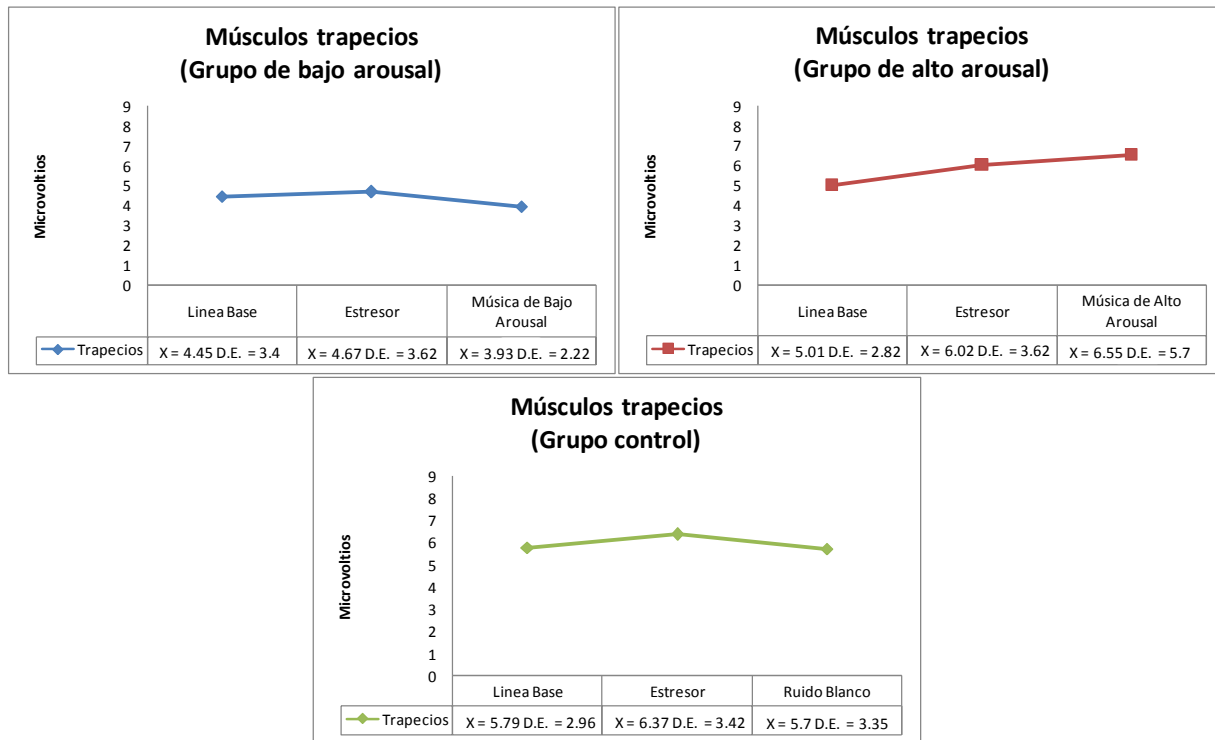 Músculos trapecios
(Grupo de bajo arousal)
Microvoltios
9
8
7
6
5
4
3
2
1
0
Linea Base Estresor Música de Bajo
Arousal
Trapecios X = 4.45 D.E. = 3.4 X = 4.67 D.E. = 3.62 X = 3.93 D.E. = 2.22
Músculos trapecios
(Grupo de alto arousal)
Microvoltios
9
8
7
6
5
4
3
2
1
0
Linea Base Estresor Música de Alto
Arousal
Trapecios X = 5.01 D.E. = 2.82 X = 6.02 D.E. = 3.62 X = 6.55 D.E. = 5.7
Músculos trapecios
(Grupo control)
Microvoltios
9
8
7
6
5
4
3
2
1
0
Linea Base Estresor Ruido Blanco
Trapecios X = 5.79 D.E. = 2.96 X = 6.37 D.E. = 3.42 X = 5.7 D.E. = 3.35